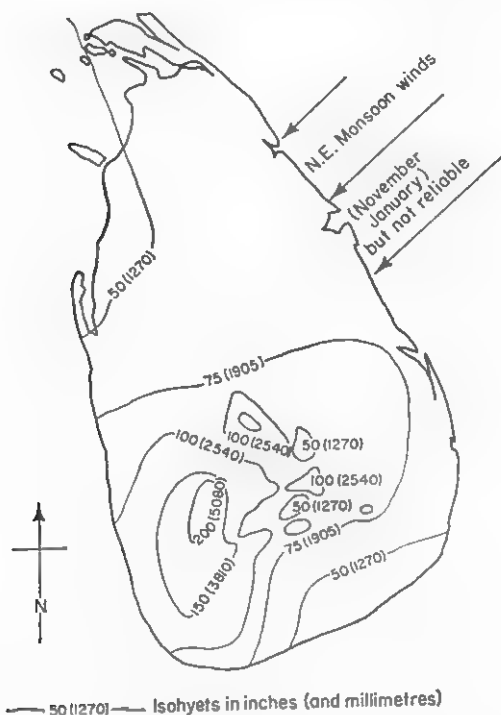 N.E. Monsoon winds
(November
January)
but not reliable
50(1270)
75(1905)
100(2540)
50(1270)
100(2540)
100(2540)
200(5080)
50(1270)
75(1905)
150(3810)
50(1270)
N
50(1270) Isohyets in inches (and millimetres)